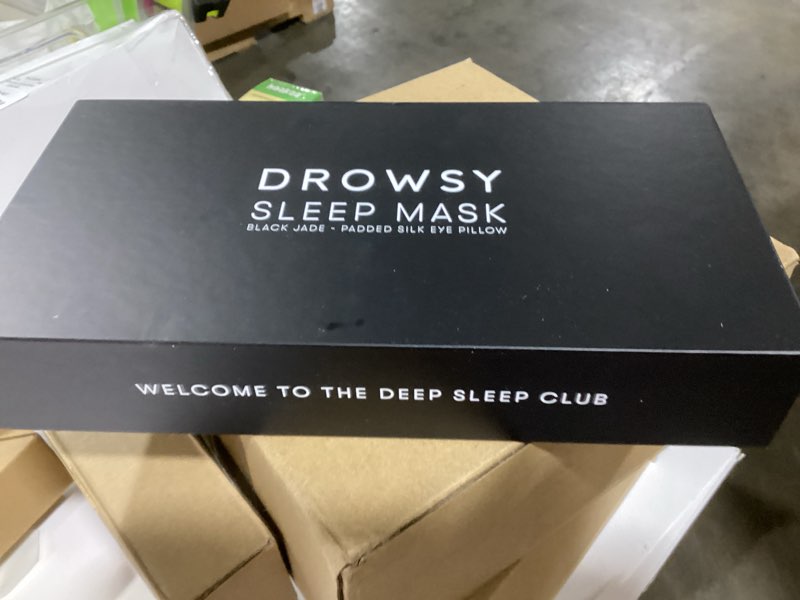 DROWSY
SLEEP MASK
BLACK JADE - PADDED SILK EYE PILLOW
WELCOME TO THE DEEP SLEEP CLUB